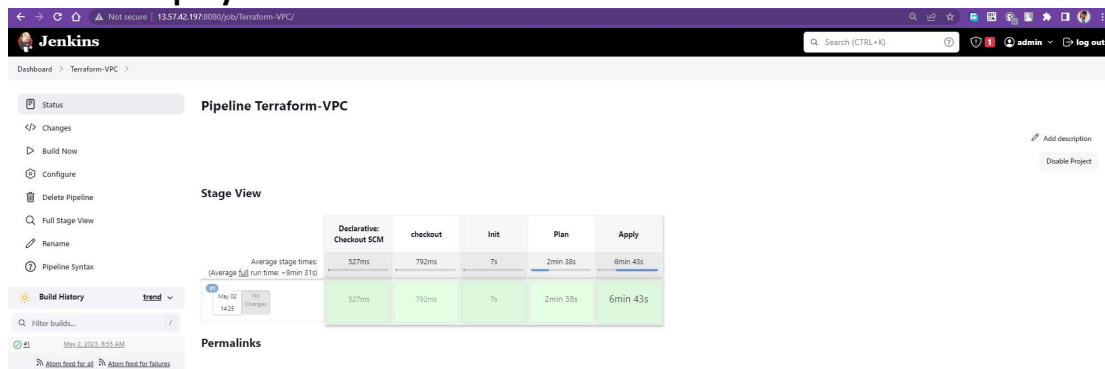 Not secure | 13.57.42.197:8080/job/Terraform-VPC/
Jenkins
Search (CTRL+K)
1
admin
log out
Dashboard > Terraform-VPC >
Status
Changes
Build Now
Configure
Delete Pipeline
Full Stage View
Rename
Pipeline Syntax
Build History trend
Filter builds... /
#1 May 2, 2023, 8:55 AM
Atom feed for all Atom feed for failures
Pipeline Terraform-VPC
Add description
Disable Project
Stage View
Declarative: Checkout SCM checkout Init Plan Apply
Average stage times: 527ms 792ms 7s 2min 38s 6min 43s
(Average full run time: ~9min 31s)
#1
May 02 No
14:25 Changes
527ms 792ms 7s 2min 38s 6min 43s
Permalinks